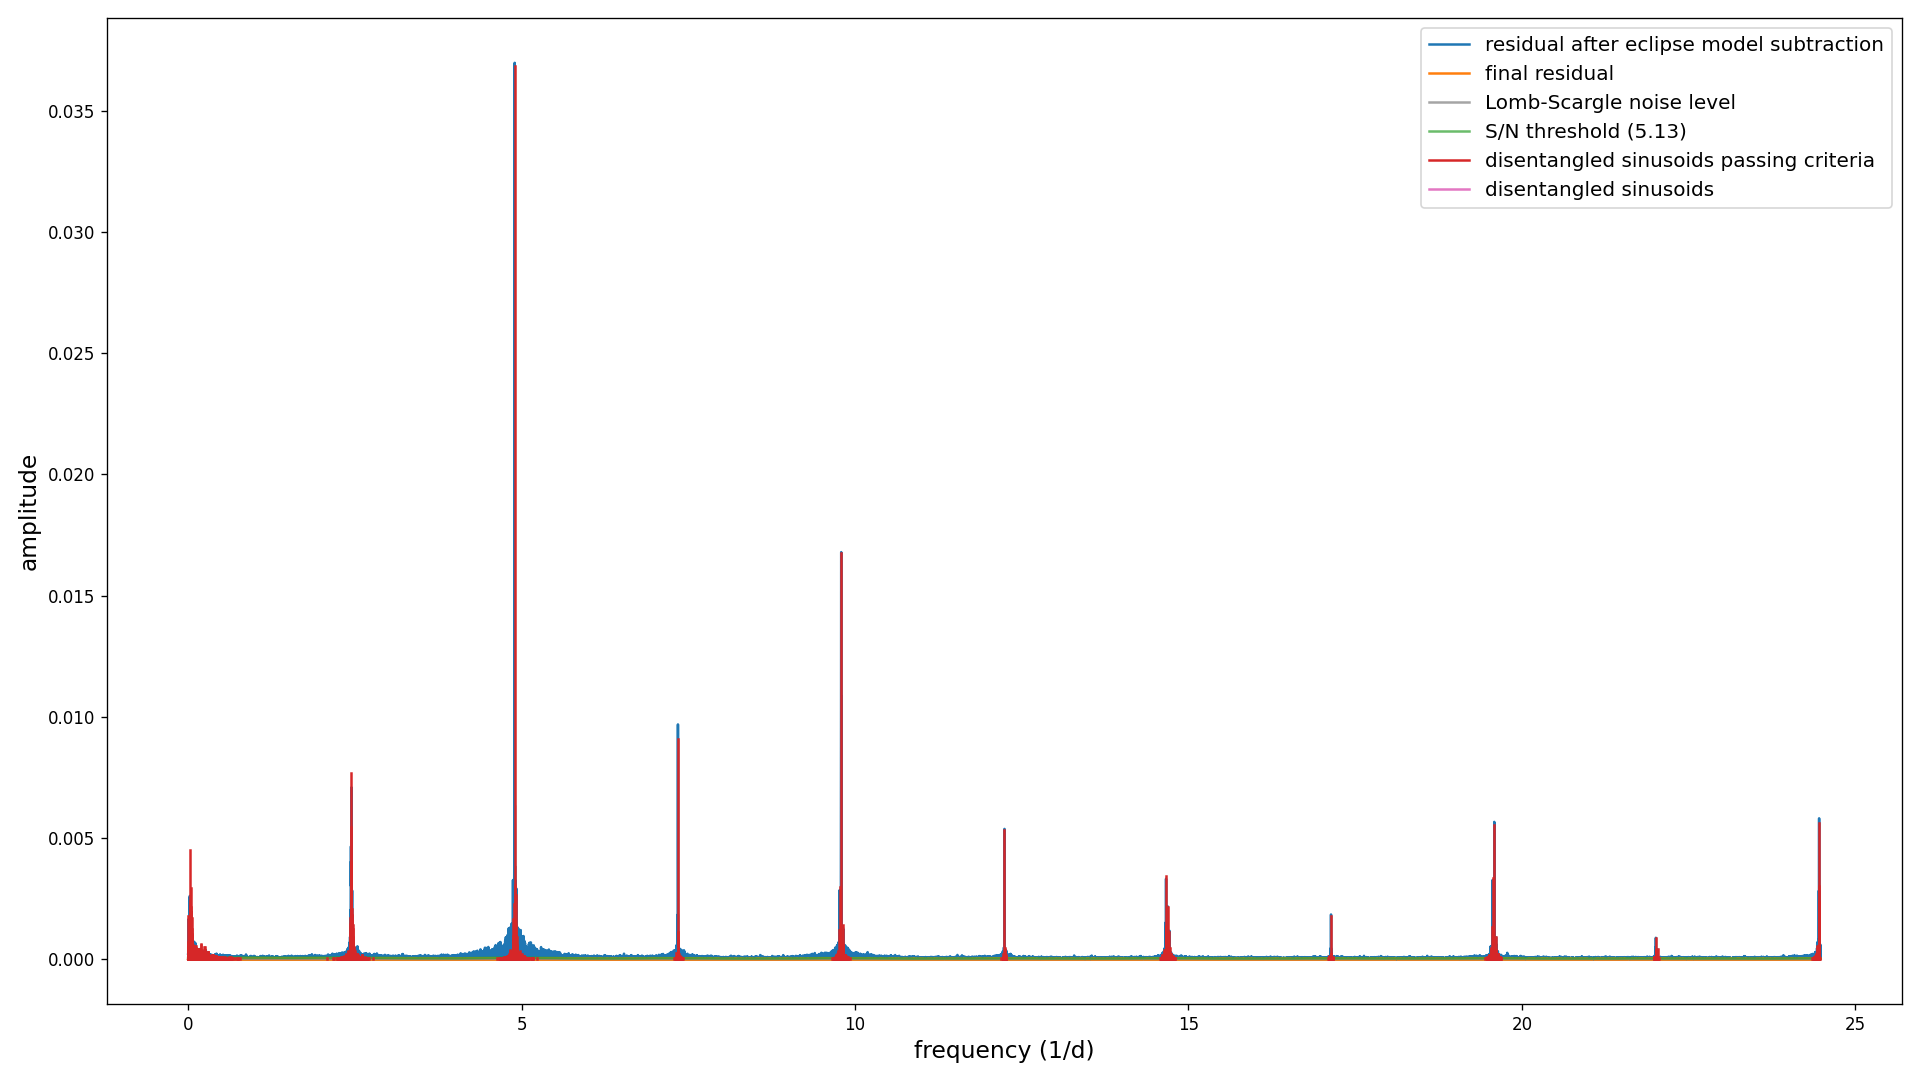 residual after eclipse model subtraction
final residual
Lomb-Scargle noise level
S/N threshold (5.13)
disentangled sinusoids passing criteria
disentangled sinusoids
0.035
0.030
0.025
0.020
0.015
0.010
0.005
0.000
amplitude
0 5 10 15 20 25
frequency (1/d)